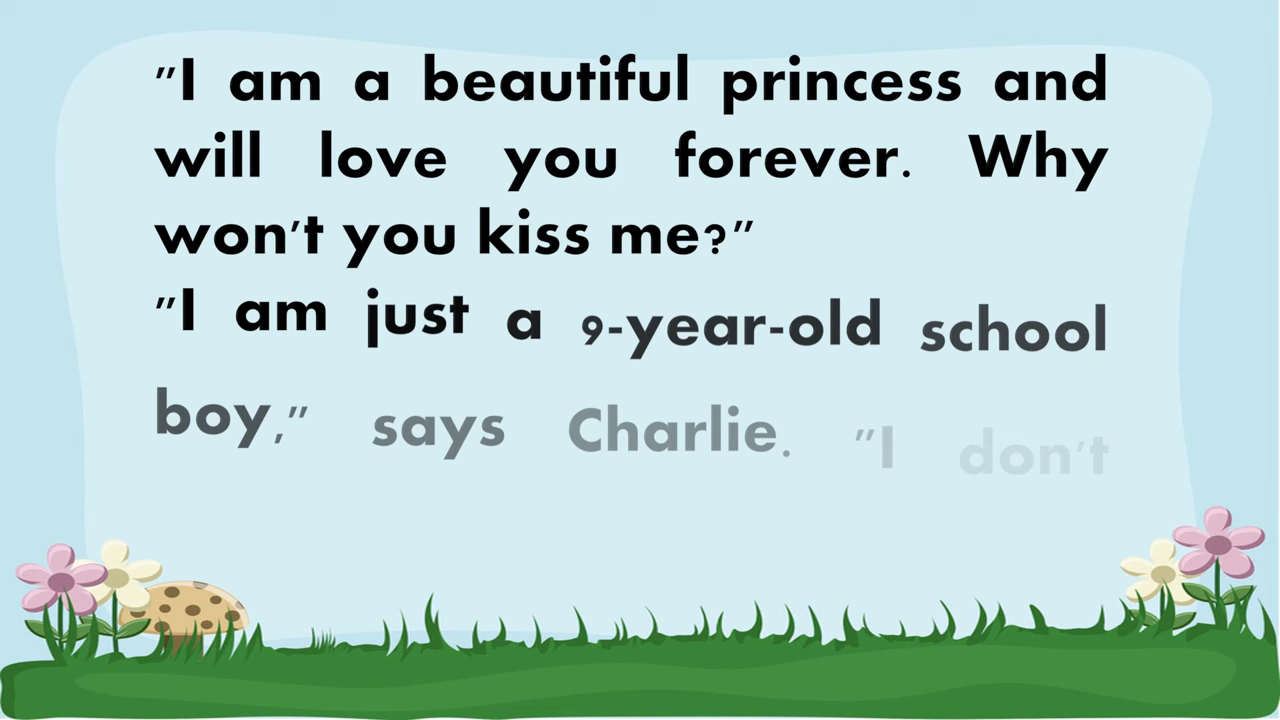 "I am a beautiful princess and
will love you forever. Why
won't you kiss me?"
"I am just a 9-year-old school
boy," says Charlie. "I don't